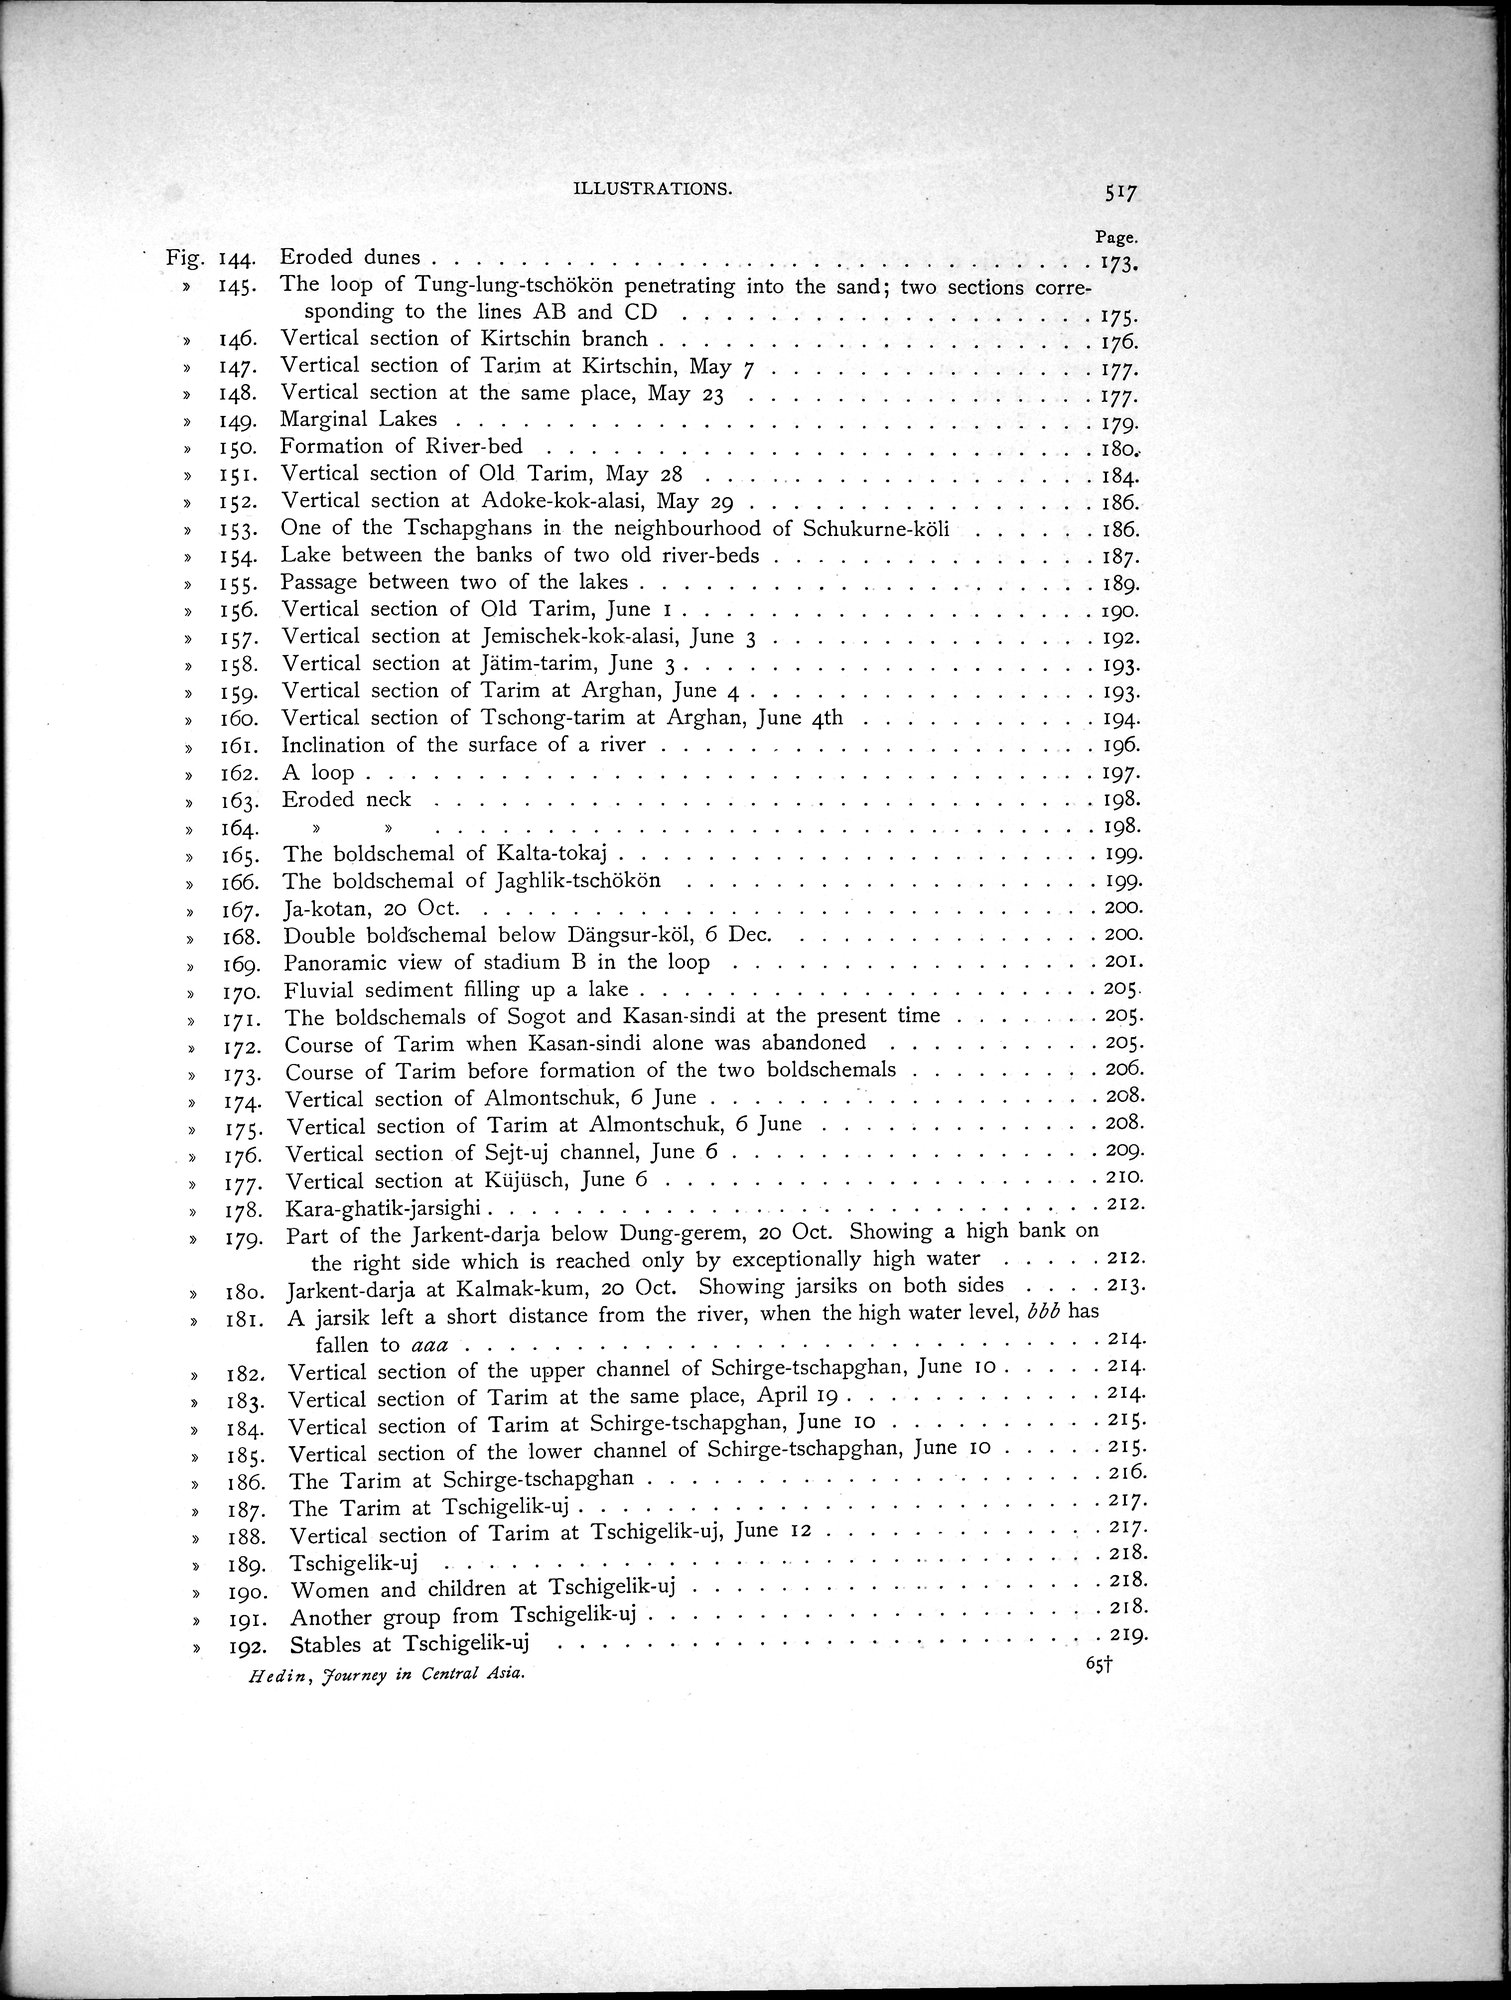 ILLUSTRATIONS. 517
Page.
Fig. 144. Eroded dunes . . . . . . . . . . 173.
» 145. The loop of Tung-lung-tschökön penetrating into the sand; two sections corre-
sponding to the lines AB and CD . . . . . . . . . . 175.
» 146. Vertical section of Kirtschin branch . . . . . . . . . . 176.
» 147. Vertical section of Tarim at Kirtschin, May 7 . . . . . . . . . . 177.
» 148. Vertical section at the same place, May 23 . . . . . . . . . . 177.
» 149. Marginal Lakes . . . . . . . . . . 179.
» 150. Formation of River-bed . . . . . . . . . . 180.
» 151. Vertical section of Old Tarim, May 28 . . . . . . . . . . 184.
» 152. Vertical section at Adoke-kok-alasi, May 29 . . . . . . . . . . 186.
» 153. One of the Tschapghans in the neighbourhood of Schukurne-köli . . . . . . 186.
» 154. Lake between the banks of two old river-beds . . . . . . . . . . 187.
» 155. Passage between two of the lakes . . . . . . . . . . 189.
» 156. Vertical section of Old Tarim, June 1 . . . . . . . . . . 190.
» 157. Vertical section at Jemischek-kok-alasi, June 3 . . . . . . . . . . 192.
» 158. Vertical section at Jätim-tarim, June 3 . . . . . . . . . . 193.
» 159. Vertical section of Tarim at Arghan, June 4 . . . . . . . . . . 193.
» 160. Vertical section of Tschong-tarim at Arghan, June 4th . . . . . . . . . . 194.
» 161. Inclination of the surface of a river . . . . . . . . . . 196.
» 162. A loop . . . . . . . . . . 197.
» 163. Eroded neck . . . . . . . . . . 198.
» 164. » » . . . . . . . . . . 198.
» 165. The boldschemal of Kalta-tokaj . . . . . . . . . . 199.
» 166. The boldschemal of Jaghlik-tschökön . . . . . . . . . . 199.
» 167. Ja-kotan, 20 Oct. . . . . . . . . . . 200.
» 168. Double boldschemal below Dängsur-köl, 6 Dec. . . . . . . . . . . 200.
» 169. Panoramic view of stadium B in the loop . . . . . . . . . . 201.
» 170. Fluvial sediment filling up a lake . . . . . . . . . . 205.
» 171. The boldschemals of Sogot and Kasan-sindi at the present time . . . . . . . 205.
» 172. Course of Tarim when Kasan-sindi alone was abandoned . . . . . . . . . . 205.
» 173. Course of Tarim before formation of the two boldschemals . . . . . . . . . 206.
» 174. Vertical section of Almontschuk, 6 June . . . . . . . . . . 208.
» 175. Vertical section of Tarim at Almontschuk, 6 June . . . . . . . . . . 208.
» 176. Vertical section of Sejt-uj channel, June 6 . . . . . . . . . . 209.
» 177. Vertical section at Küjüsch, June 6 . . . . . . . . . . 210.
» 178. Kara-ghatik-jarsighi . . . . . . . . . . 212.
» 179. Part of the Jarkent-darja below Dung-gerem, 20 Oct. Showing a high bank on
the right side which is reached only by exceptionally high water . . . . . 212.
» 180. Jarkent-darja at Kalmak-kum, 20 Oct. Showing jarsiks on both sides . . . . 213.
» 181. A jarsik left a short distance from the river, when the high water level, bbb has
fallen to aaa . . . . . . . . . . 214.
» 182. Vertical section of the upper channel of Schirge-tschapghan, June 10 . . . . . 214.
» 183. Vertical section of Tarim at the same place, April 19 . . . . . . . . . . 214.
» 184. Vertical section of Tarim at Schirge-tschapghan, June 10 . . . . . . . . . . 215.
» 185. Vertical section of the lower channel of Schirge-tschapghan, June 10 . . . . . 215.
» 186. The Tarim at Schirge-tschapghan . . . . . . . . . . 216.
» 187. The Tarim at Tschigelik-uj . . . . . . . . . . 217.
» 188. Vertical section of Tarim at Tschigelik-uj, June 12 . . . . . . . . . . 217.
» 189. Tschigelik-uj . . . . . . . . . . 218.
» 190. Women and children at Tschigelik-uj . . . . . . . . . . 218.
» 191. Another group from Tschigelik-uj . . . . . . . . . . 218.
» 192. Stables at Tschigelik-uj . . . . . . . . . . 219.
Hedin, Journey in Central Asia. 65†